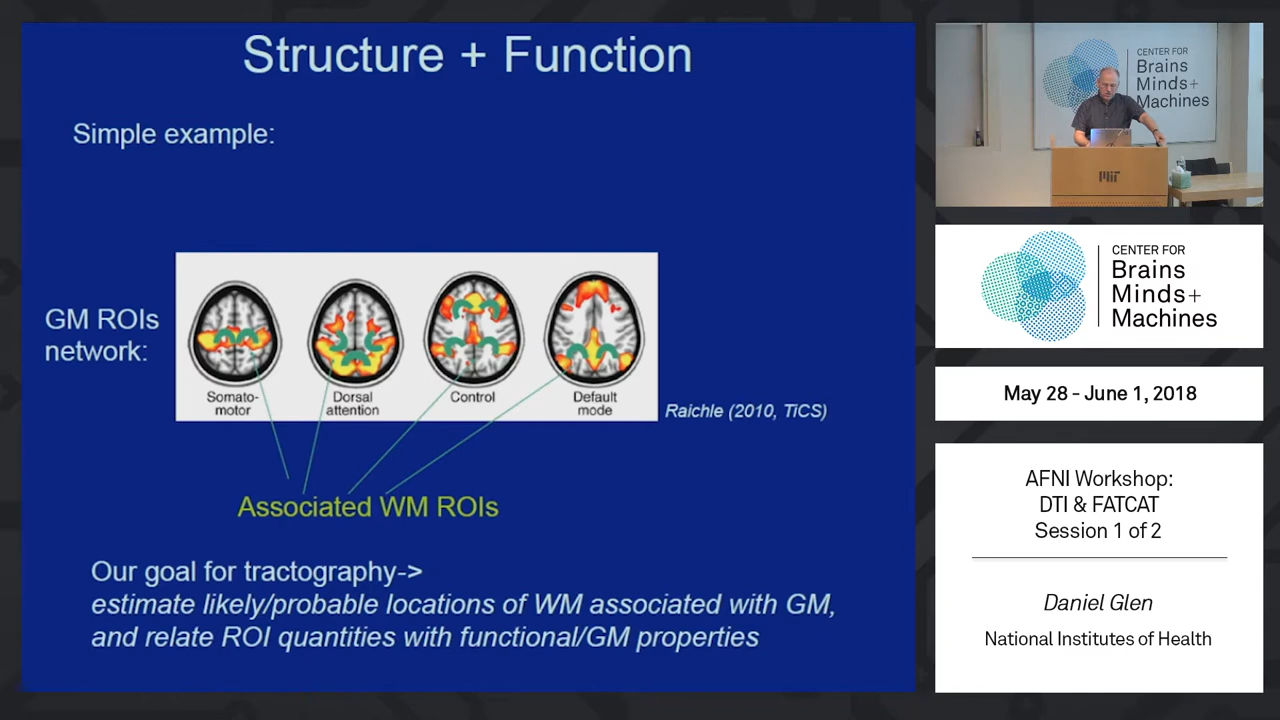 Structure + Function
Simple example:
GM ROIs
network:
Somato-
motor
Dorsal
attention
Control
Default
mode
Raichle (2010, TiCS)
Associated WM ROIs
Our goal for tractography->
estimate likely/probable locations of WM associated with GM,
and relate ROI quantities with functional/GM properties
CENTER FOR
Brains
Minds+
Machines
MIT
CENTER FOR
Brains
Minds+
Machines
May 28 - June 1, 2018
AFNI Workshop:
DTI & FATCAT
Session 1 of 2
Daniel Glen
National Institutes of Health